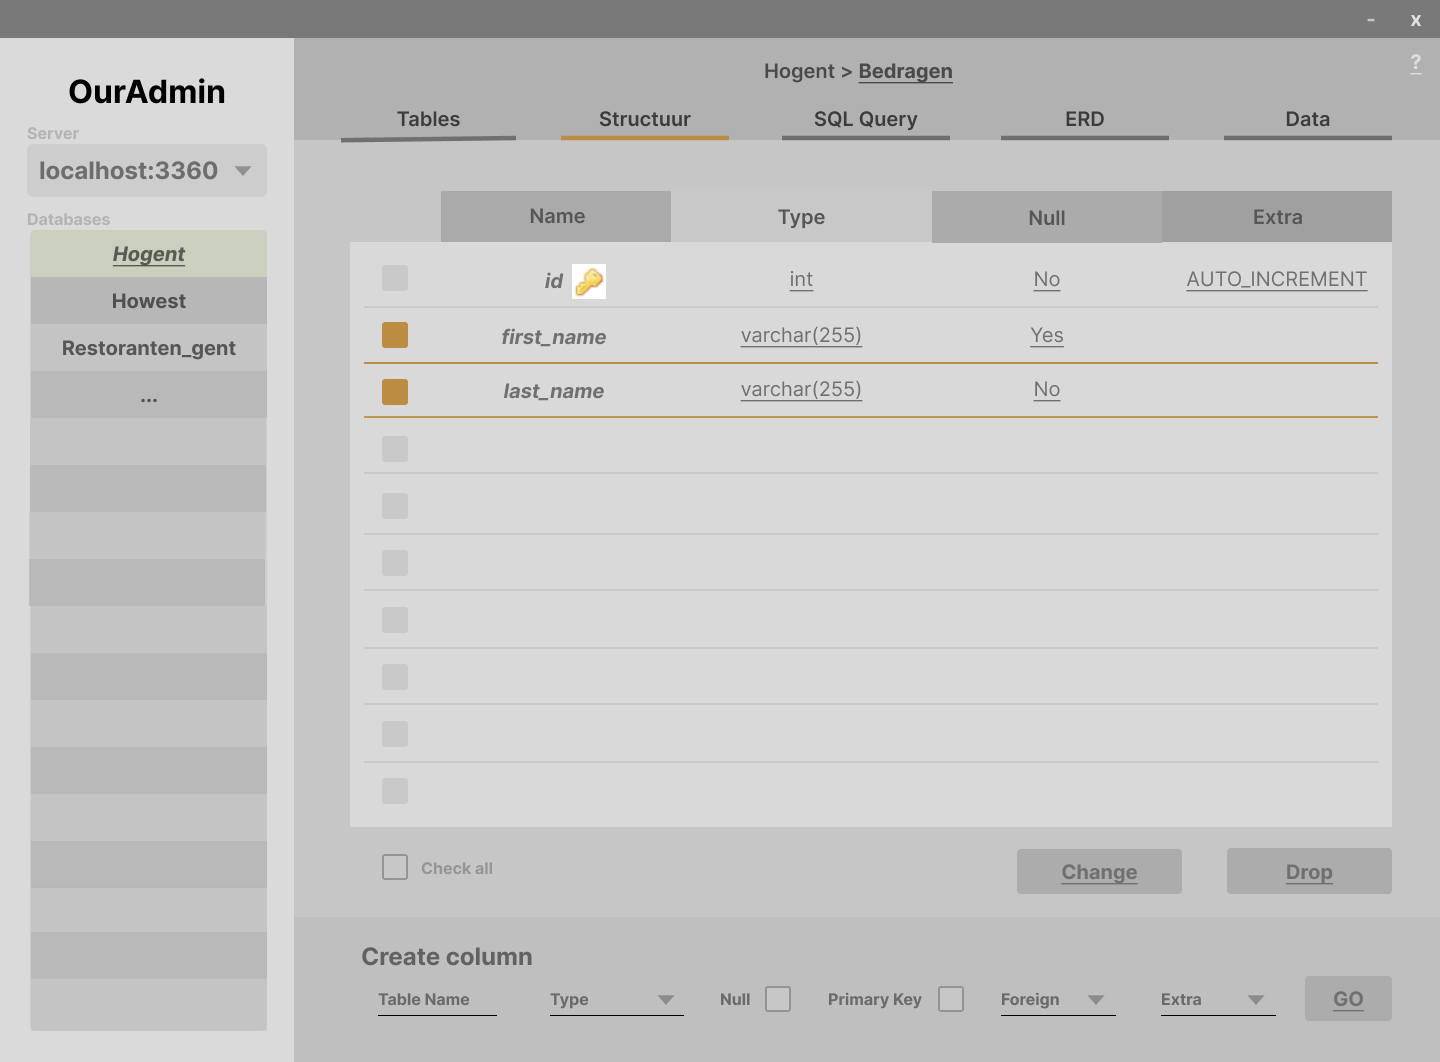 - x
Hogent > Bedragen ?
OurAdmin
Tables Structuur SQL Query ERD Data
Server
localhost:3360
Databases
Hogent
Howest
Restoranten_gent
...
Name Type Null Extra
id int No AUTO_INCREMENT
first_name varchar(255) Yes
last_name varchar(255) No
Check all Change Drop
Create column
Table Name Type Null Primary Key Foreign Extra GO